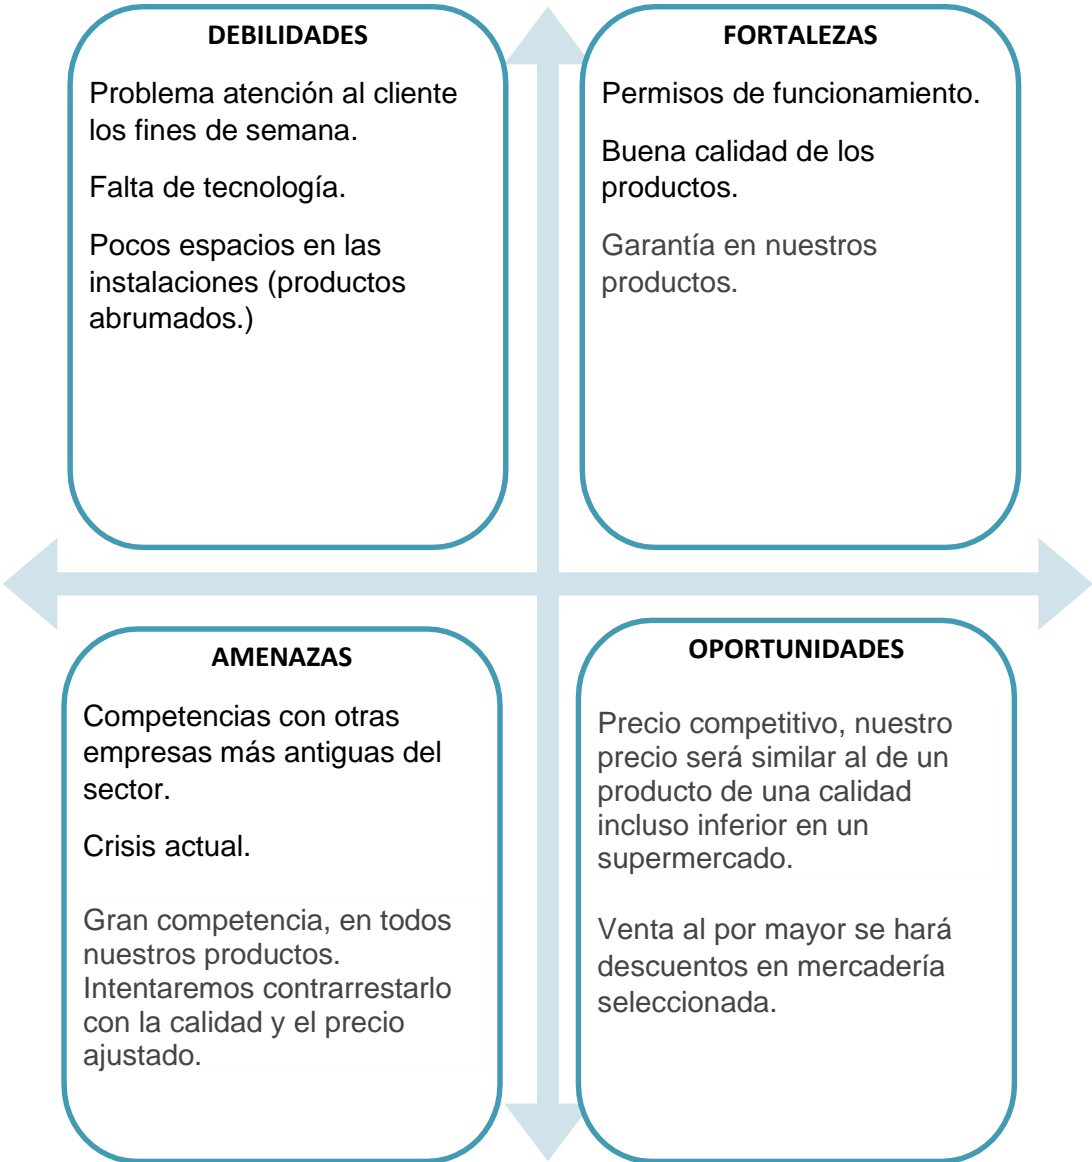 DEBILIDADES
Problema atención al cliente
los fines de semana.
Falta de tecnología.
Pocos espacios en las
instalaciones (productos
abrumados.)
FORTALEZAS
Permisos de funcionamiento.
Buena calidad de los
productos.
Garantía en nuestros
productos.
AMENAZAS
Competencias con otras
empresas más antiguas del
sector.
Crisis actual.
Gran competencia, en todos
nuestros productos.
Intentaremos contrarrestarlo
con la calidad y el precio
ajustado.
OPORTUNIDADES
Precio competitivo, nuestro
precio será similar al de un
producto de una calidad
incluso inferior en un
supermercado.
Venta al por mayor se hará
descuentos en mercadería
seleccionada.